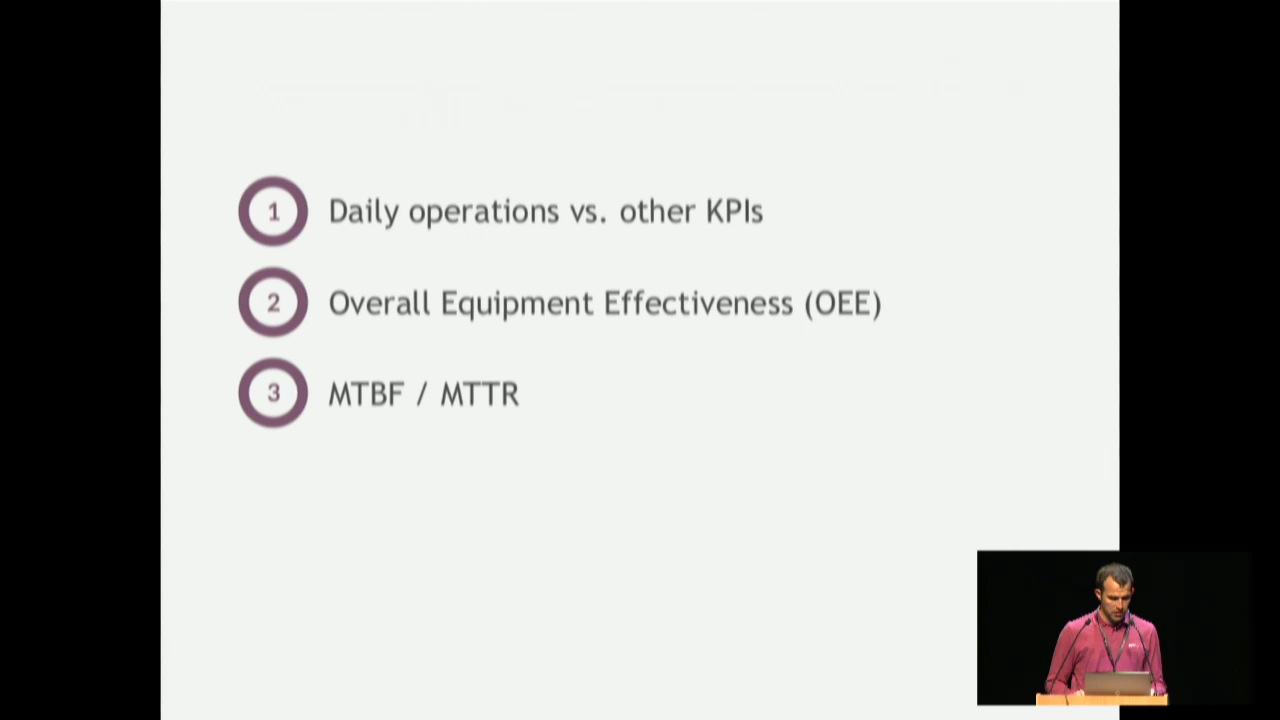 1 Daily operations vs. other KPIs
2 Overall Equipment Effectiveness (OEE)
3 MTBF / MTTR